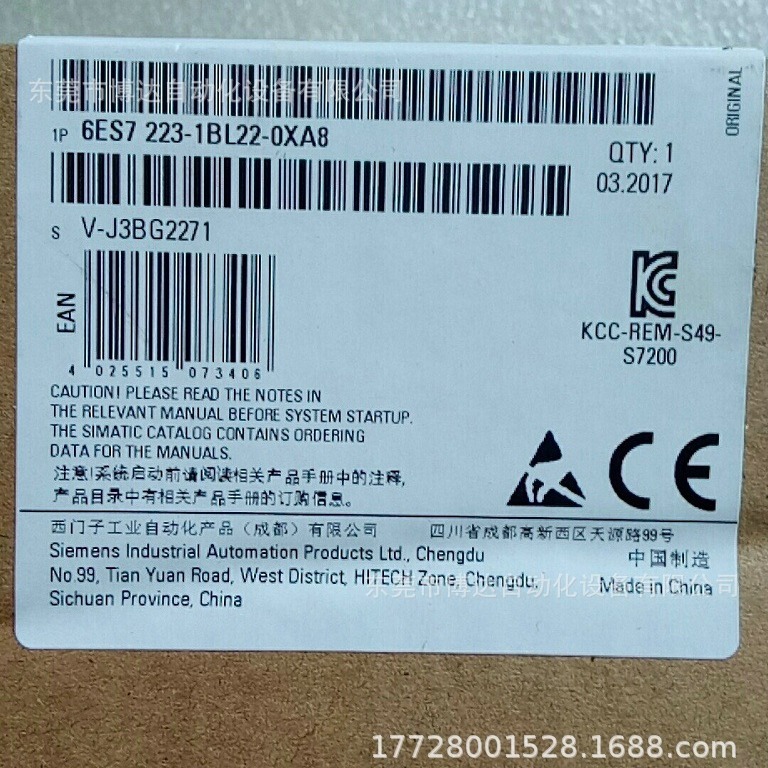 东莞市博达自动化设备有限公司
ORIGINAL
1P 6ES7 223-1BL22-0XA8
QTY: 1
03.2017
S V-J3BG2271
EAN
4 025515 073406
KCC-REM-S49-
S7200
CAUTION! PLEASE READ THE NOTES IN
THE RELEVANT MANUAL BEFORE SYSTEM STARTUP.
THE SIMATIC CATALOG CONTAINS ORDERING
DATA FOR THE MANUALS.
注意!系统启动前请阅读相关产品手册中的注释,
产品目录中有相关产品手册的订购信息。
CE
西门子工业自动化产品（成都）有限公司 四川省成都高新西区天源路99号
Siemens Industrial Automation Products Ltd., Chengdu
中国制造
No.99, Tian Yuan Road, West District, HITECH Zone, Chengdu,
Made in China
Sichuan Province, China
东莞市博达自动化设备有限公司
17728001528.1688.com